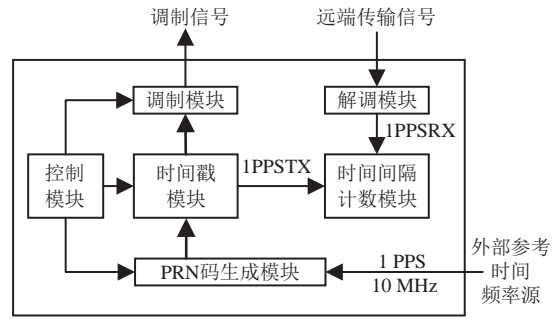 调制信号
远端传输信号
调制模块
解调模块
1PPSRX
控制
模块
时间戳
模块
1PPSTX
时间间隔
计数模块
PRN码生成模块
1 PPS
10 MHz
外部参考
时间
频率源